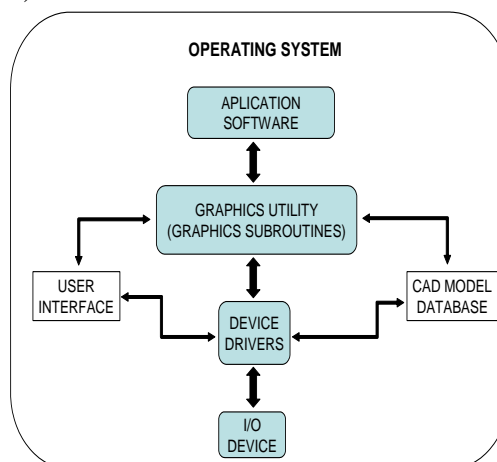 OPERATING SYSTEM
APLICATION
SOFTWARE
GRAPHICS UTILITY
(GRAPHICS SUBROUTINES)
USER
INTERFACE
CAD MODEL
DATABASE
DEVICE
DRIVERS
I/O
DEVICE